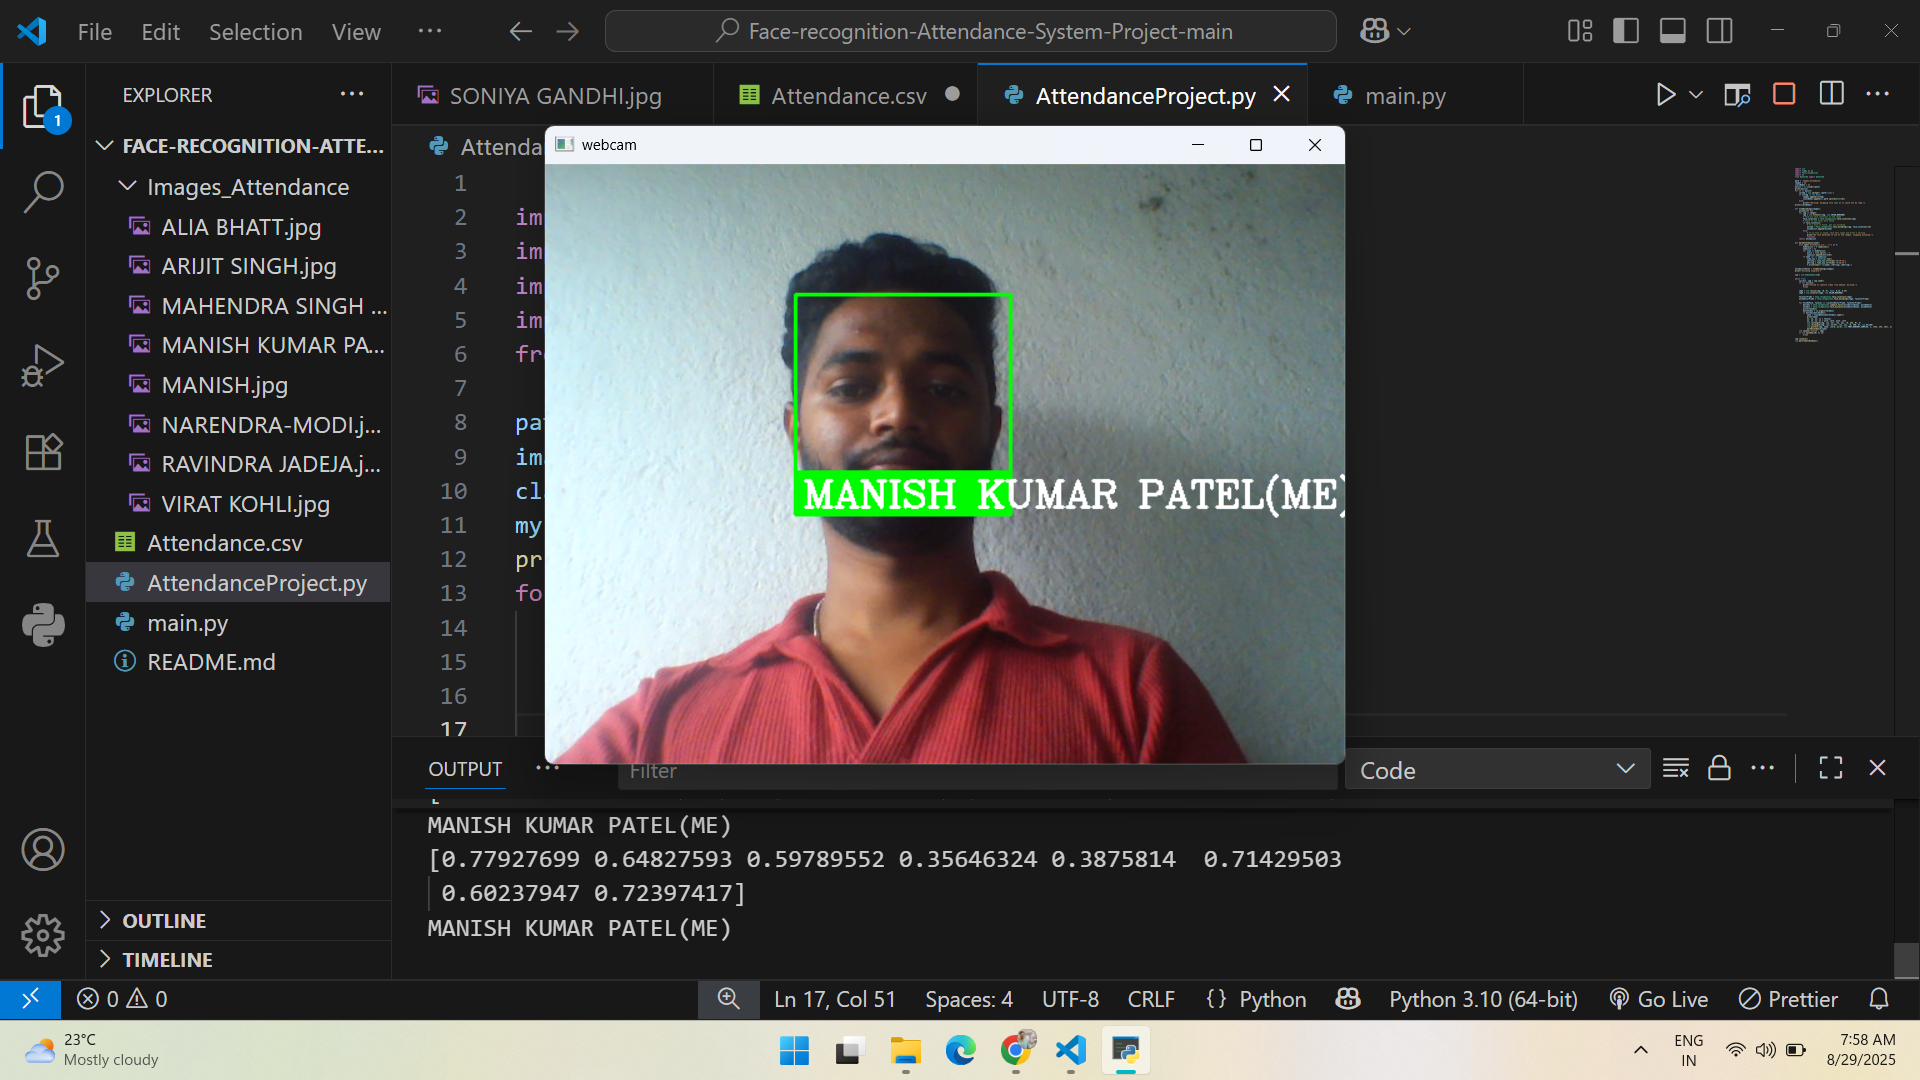 File Edit Selection View ··· Face-recognition-Attendance-System-Project-main
EXPLORER ···
1
FACE-RECOGNITION-ATTE...
Images_Attendance
ALIA BHATT.jpg
ARIJIT SINGH.jpg
MAHENDRA SINGH ...
MANISH KUMAR PA...
MANISH.jpg
NARENDRA-MODI.j...
RAVINDRA JADEJA.j...
VIRAT KOHLI.jpg
Attendance.csv
AttendanceProject.py
main.py
README.md
OUTLINE
TIMELINE
SONIYA GANDHI.jpg Attendance.csv AttendanceProject.py main.py
Attenda
webcam
1
2 im
3 im
4 im
5 im
6 fr
7
8 pa
9 im
10 cl
11 my
12 pr
13 fo
14
15
16
17
MANISH KUMAR PATEL(ME)
OUTPUT ··· Filter Code
MANISH KUMAR PATEL(ME)
[0.77927699 0.64827593 0.59789552 0.35646324 0.3875814 0.71429503
0.60237947 0.72397417]
MANISH KUMAR PATEL(ME)
0 0 Ln 17, Col 51 Spaces: 4 UTF-8 CRLF {} Python Python 3.10 (64-bit) Go Live Prettier
23°C
Mostly cloudy
ENG
IN
7:58 AM
8/29/2025